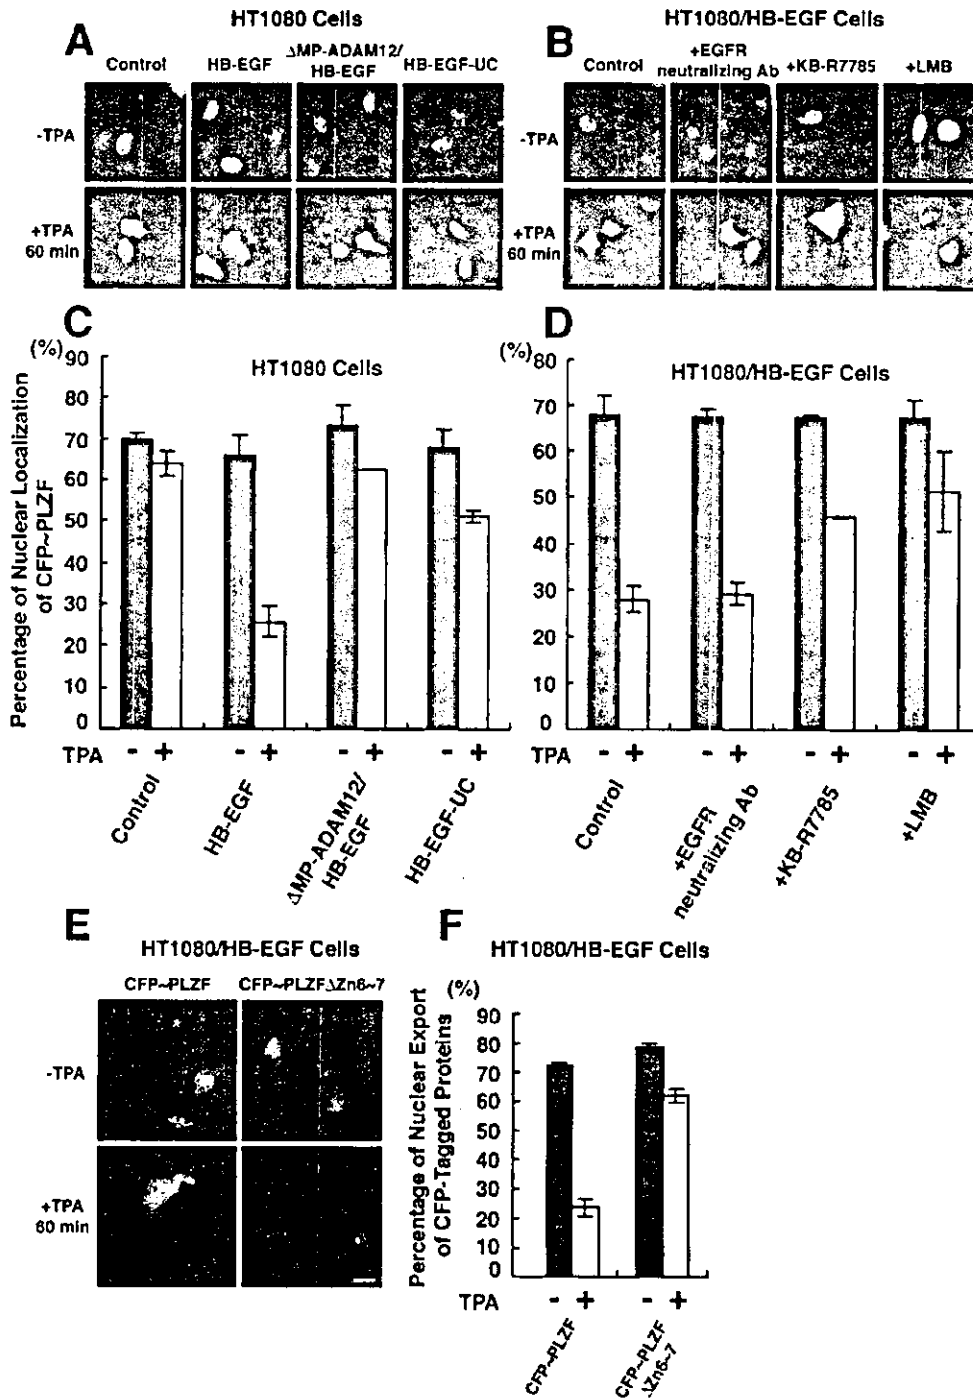 HT1080 Cells
A
Control
HB-EGF
ΔMP-ADAM12/
HB-EGF
HB-EGF-UC
-TPA
+TPA
60 min
HT1080/HB-EGF Cells
B
Control
+EGFR
neutralizing Ab
+KB-R7785
+LMB
-TPA
+TPA
60 min
C
(%)
HT1080 Cells
Percentage of Nuclear Localization
of CFP~PLZF
90
80
70
60
50
40
30
20
10
0
TPA - + - + - + - +
Control
HB-EGF
ΔMP-ADAM12/
HB-EGF
HB-EGF-UC
D
(%)
HT1080/HB-EGF Cells
80
70
60
50
40
30
20
10
0
TPA - + - + - + - +
Control
+EGFR
neutralizing Ab
+KB-R7785
+LMB
E
HT1080/HB-EGF Cells
CFP~PLZF
CFP~PLZFΔZn6~7
-TPA
+TPA
60 min
F
HT1080/HB-EGF Cells
(%)
Percentage of Nuclear Export
of CFP-Tagged Proteins
90
80
70
60
50
40
30
20
10
0
TPA - + - +
CFP~PLZF
CFP~PLZF
ΔZn6~7